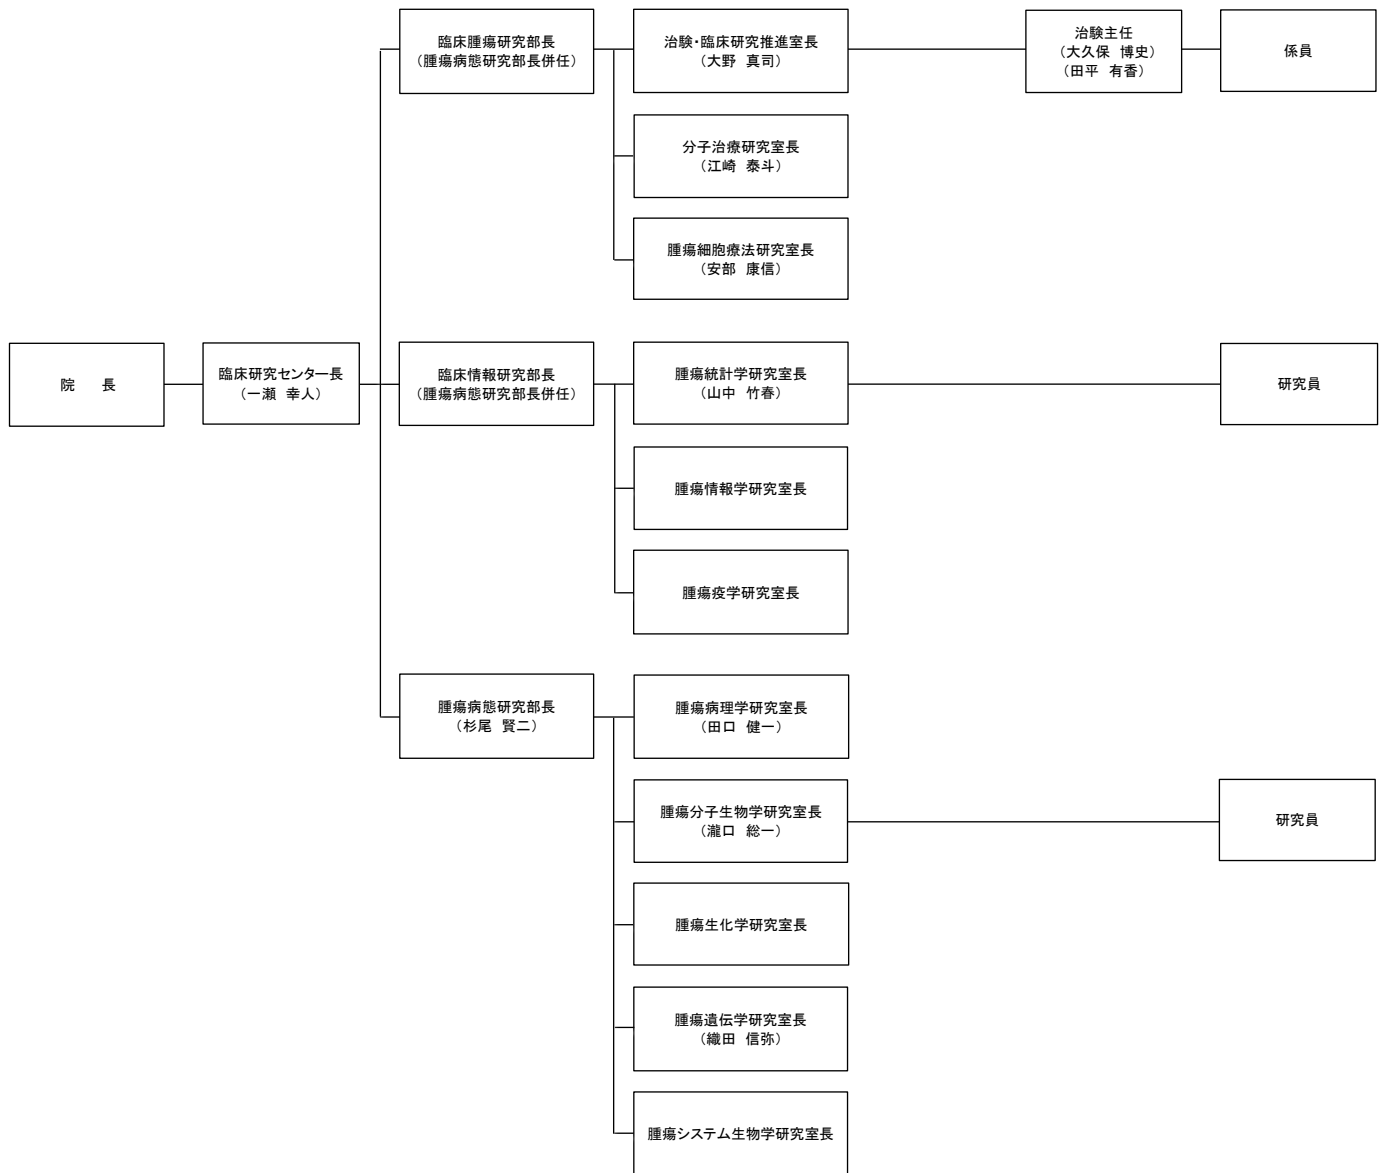 臨床腫瘍研究部長
（腫瘍病態研究部長併任）
治験・臨床研究推進室長
（大野　真司）
治験主任
（大久保　博史）
（田平　有香）
係員
分子治療研究室長
（江崎　泰斗）
腫瘍細胞療法研究室長
（安部　康信）
院　　長
臨床研究センター長
（一瀬　幸人）
臨床情報研究部長
（腫瘍病態研究部長併任）
腫瘍統計学研究室長
（山中　竹春）
研究員
腫瘍情報学研究室長
腫瘍疫学研究室長
腫瘍病態研究部長
（杉尾　賢二）
腫瘍病理学研究室長
（田口　健一）
腫瘍分子生物学研究室長
（瀧口　総一）
研究員
腫瘍生化学研究室長
腫瘍遺伝学研究室長
（織田　信弥）
腫瘍システム生物学研究室長